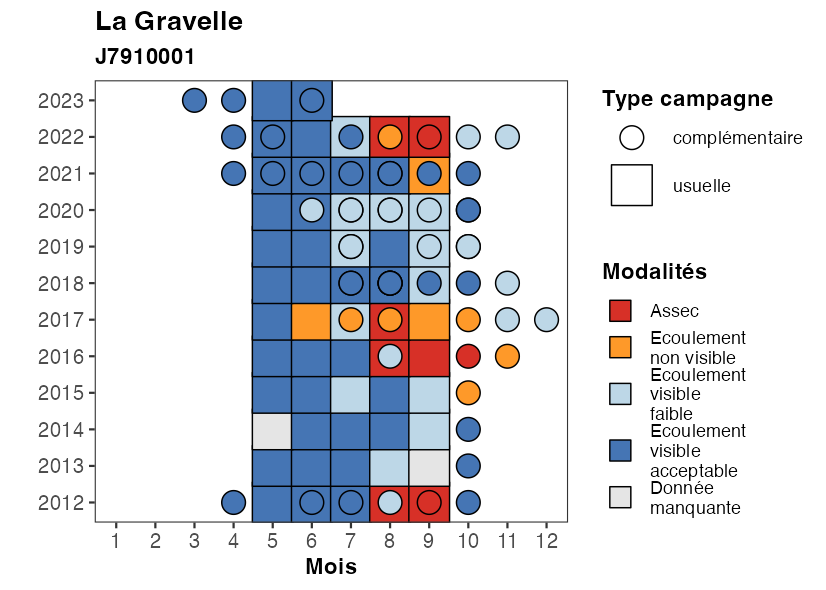 La Gravelle
J7910001
2023
2022
2021
2020
2019
2018
2017
2016
2015
2014
2013
2012
1 2 3 4 5 6 7 8 9 10 11 12
Mois
Type campagne
complémentaire
usuelle
Modalités
Assec
Ecoulement
non visible
Ecoulement
visible
faible
Ecoulement
visible
acceptable
Donnée
manquante